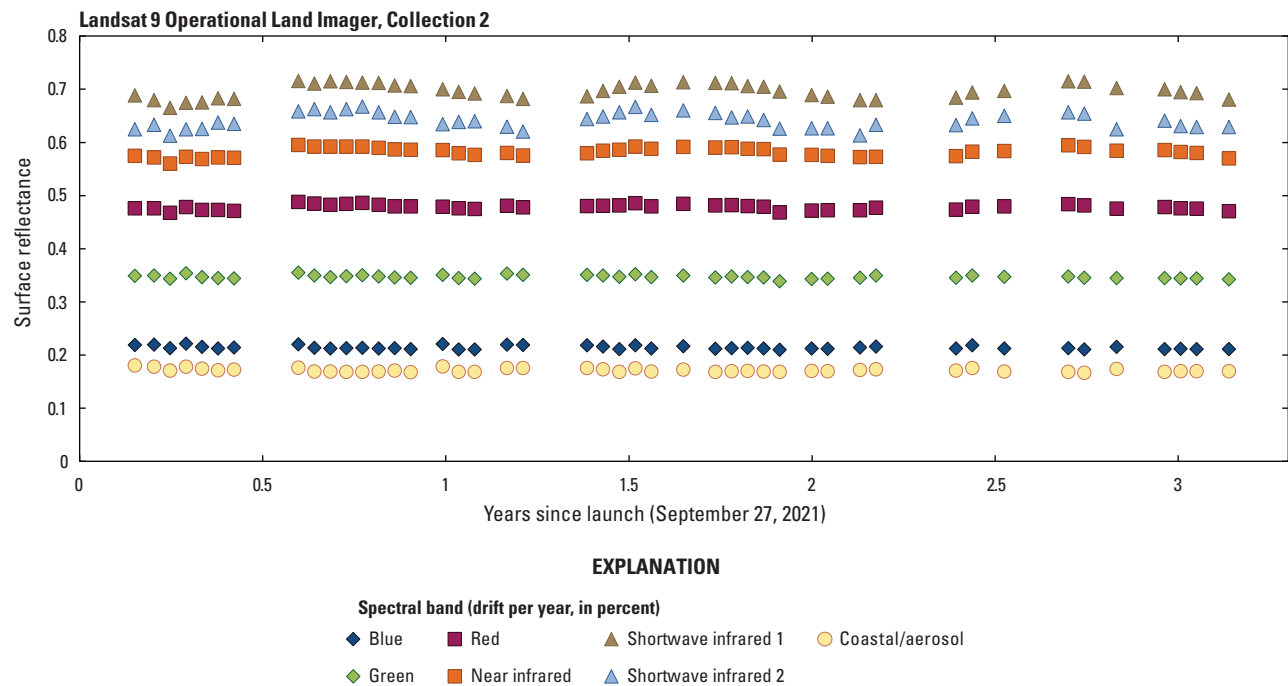 Landsat 9 Operational Land Imager, Collection 2
0.8
0.7
0.6
0.5
0.4
0.3
0.2
0.1
0
Surface reflectance
0 0.5 1 1.5 2 2.5 3
Years since launch (September 27, 2021)
EXPLANATION
Spectral band (drift per year, in percent)
Blue Red Shortwave infrared 1 Coastal/aerosol
Green Near infrared Shortwave infrared 2